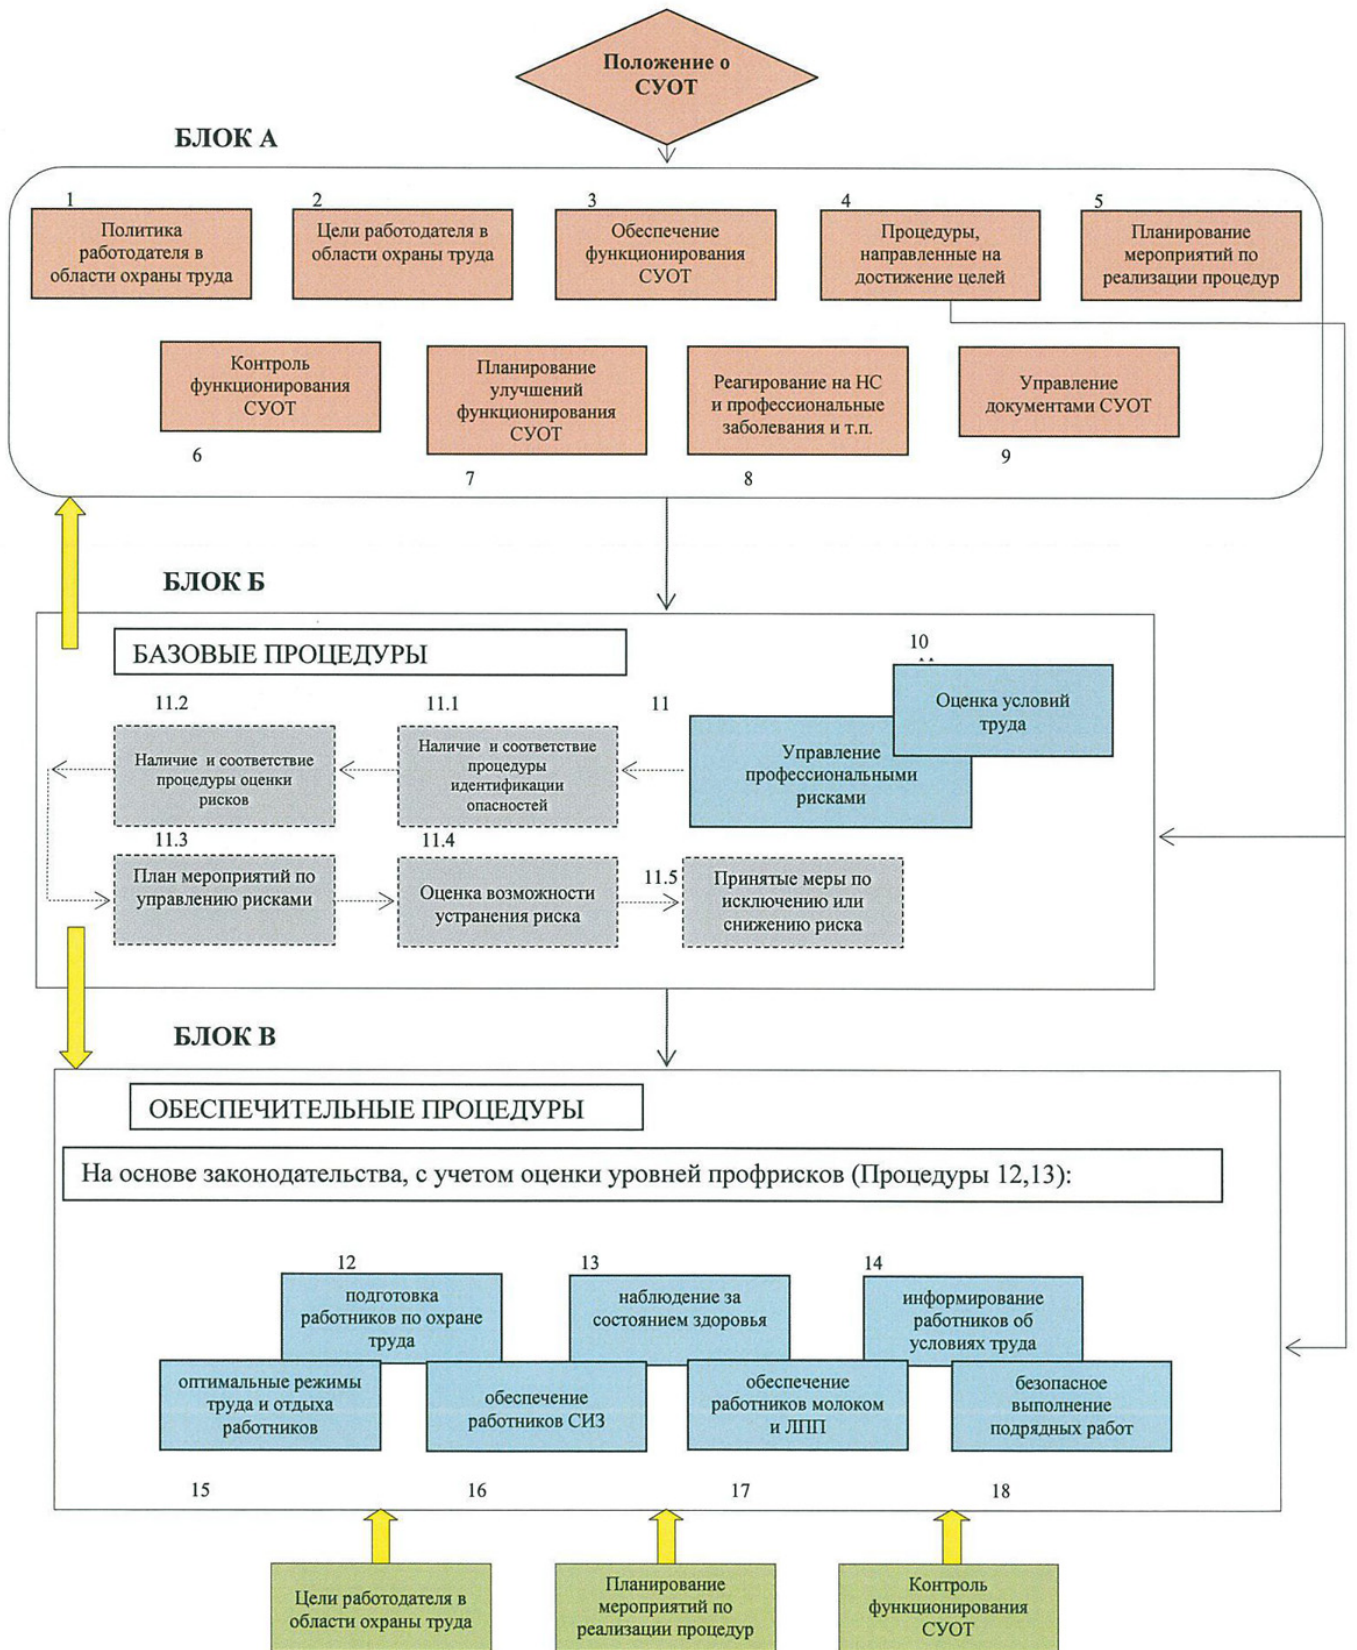 Положение о
СУОТ
БЛОК А
1
Политика
работодателя в
области охраны труда
2
Цели работодателя в
области охраны труда
3
Обеспечение
функционирования
СУОТ
4
Процедуры,
направленные на
достижение целей
5
Планирование
мероприятий по
реализации процедур
Контроль
функционирования
СУОТ
6
Планирование
улучшений
функционирования
СУОТ
7
Реагирование на НС
и профессиональные
заболевания и т.п.
8
Управление
документами СУОТ
9
БЛОК Б
БАЗОВЫЕ ПРОЦЕДУРЫ
10
Оценка условий
труда
11
Управление
профессиональными
рисками
11.1
Наличие и соответствие
процедуры
идентификации
опасностей
11.2
Наличие и соответствие
процедуры оценки
рисков
11.3
План мероприятий по
управлению рисками
11.4
Оценка возможности
устранения риска
11.5
Принятые меры по
исключению или
снижению риска
БЛОК В
ОБЕСПЕЧИТЕЛЬНЫЕ ПРОЦЕДУРЫ
На основе законодательства, с учетом оценки уровней профрисков (Процедуры 12,13):
12
подготовка
работников по охране
труда
13
наблюдение за
состоянием здоровья
14
информирование
работников об
условиях труда
оптимальные режимы
труда и отдыха
работников
15
обеспечение
работников СИЗ
16
обеспечение
работников молоком
и ЛПП
17
безопасное
выполнение
подрядных работ
18
Цели работодателя в
области охраны труда
Планирование
мероприятий по
реализации процедур
Контроль
функционирования
СУОТ